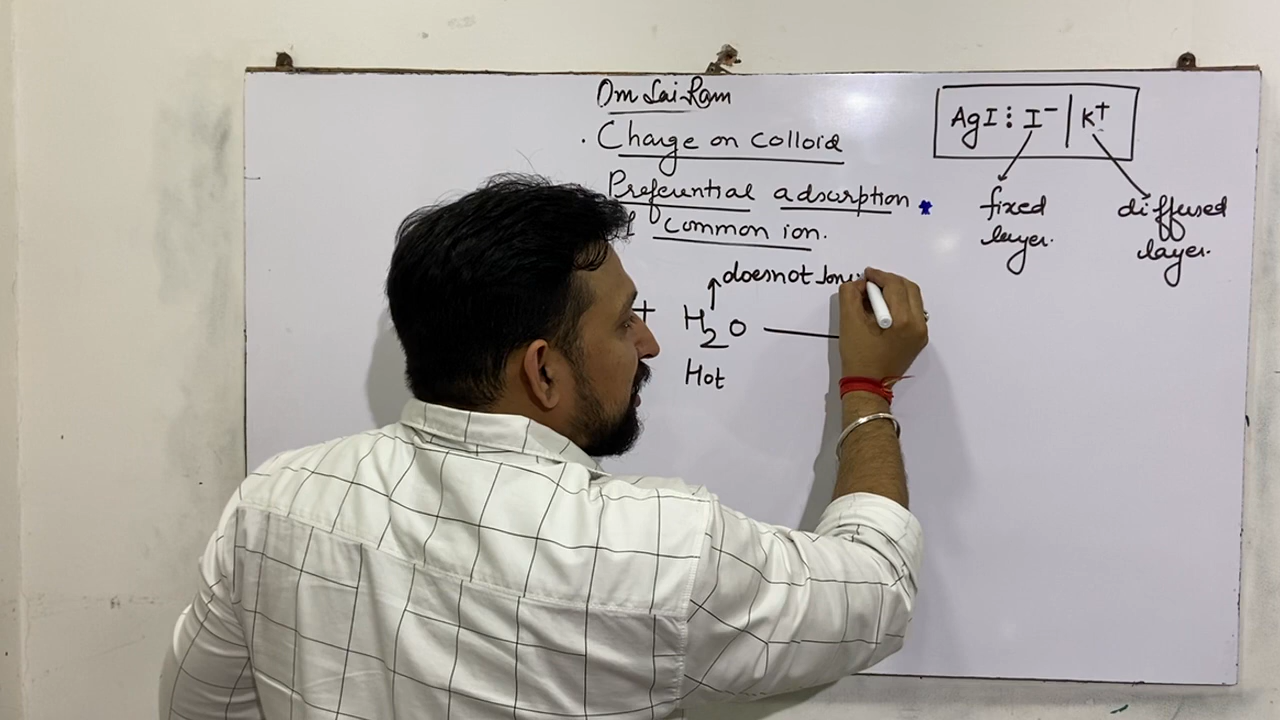 Om Sai Ram
. Charge on Colloid
Preferential adsorption
common ion.
doesnot
+ H2O
Hot
AgI ⋮ I⁻ | K⁺
fixed
layer.
diffused
layer.